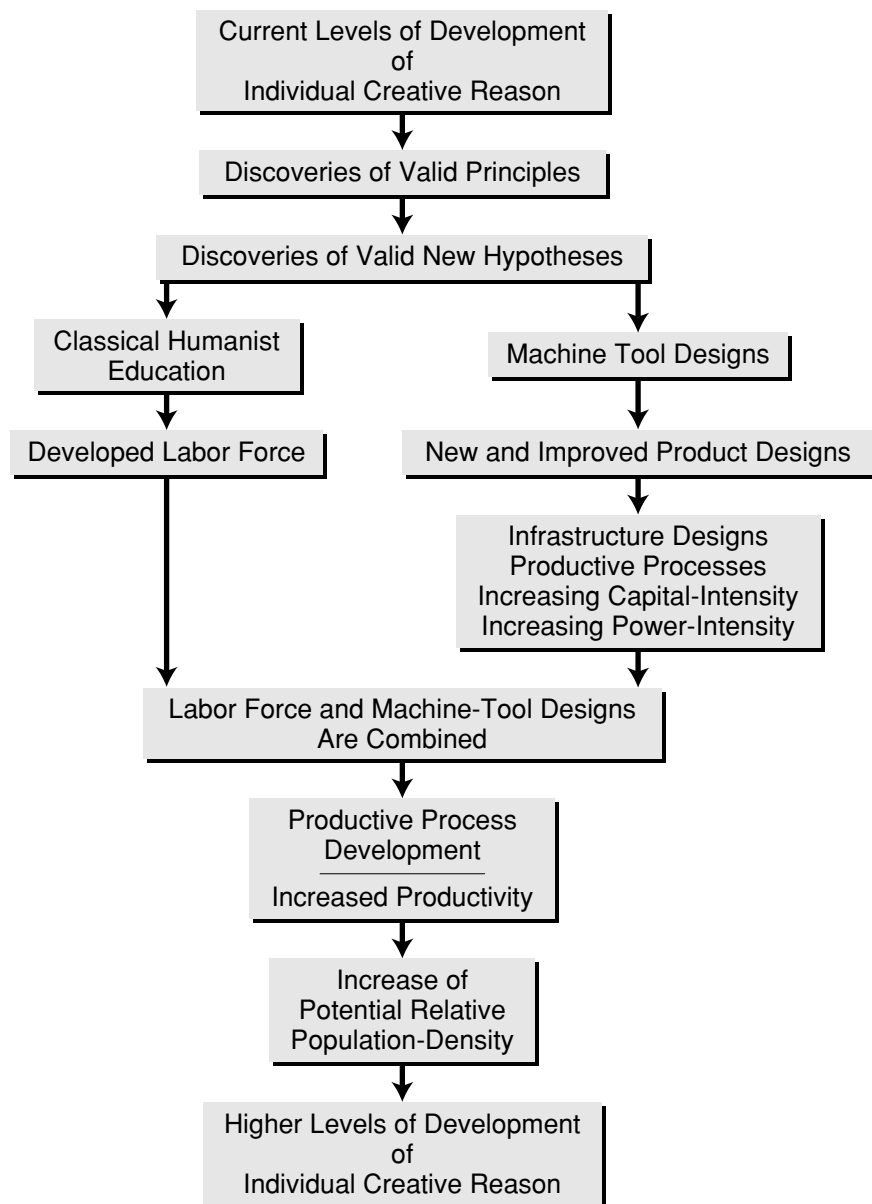 Current Levels of Development
of
Individual Creative Reason
Discoveries of Valid Principles
Discoveries of Valid New Hypotheses
Classical Humanist
Education
Machine Tool Designs
Developed Labor Force
New and Improved Product Designs
Infrastructure Designs
Productive Processes
Increasing Capital-Intensity
Increasing Power-Intensity
Labor Force and Machine-Tool Designs
Are Combined
Productive Process
Development
Increased Productivity
Increase of
Potential Relative
Population-Density
Higher Levels of Development
of
Individual Creative Reason